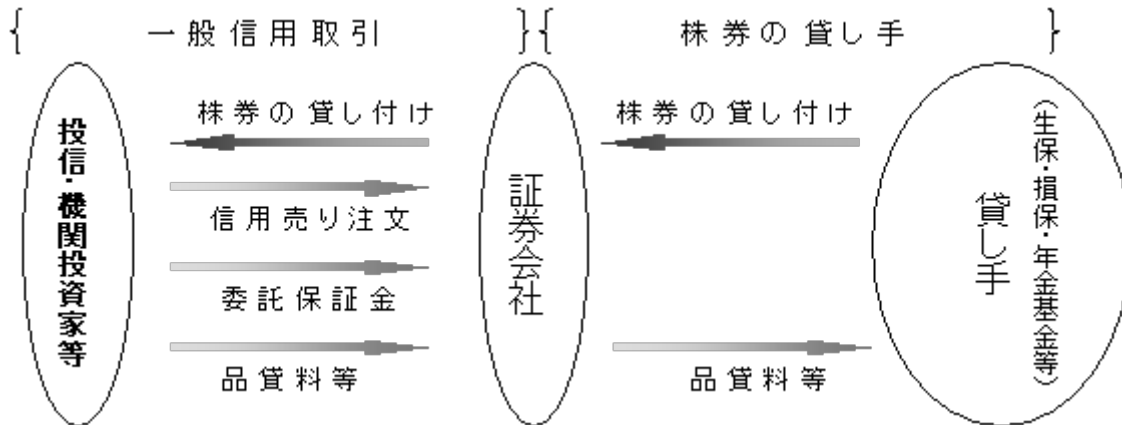 一般信用取引
株券の貸し手
株券の貸し付け
株券の貸し付け
投信・機関投資家等
信用売り注文
委託保証金
品貸料等
証券会社
品貸料等
貸し手
(生保・損保・年金基金等)